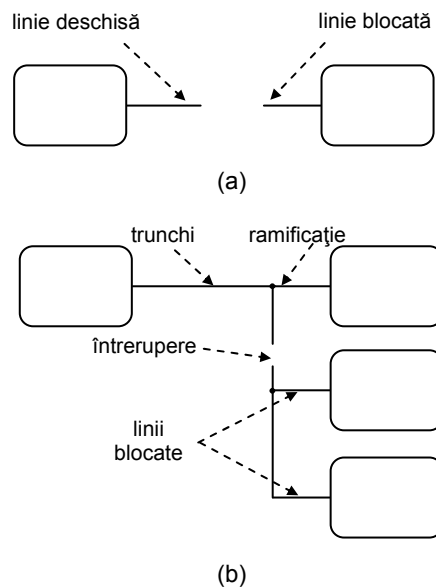 linie deschisă
linie blocată
(a)
trunchi
ramificaţie
întrerupere
linii
blocate
(b)